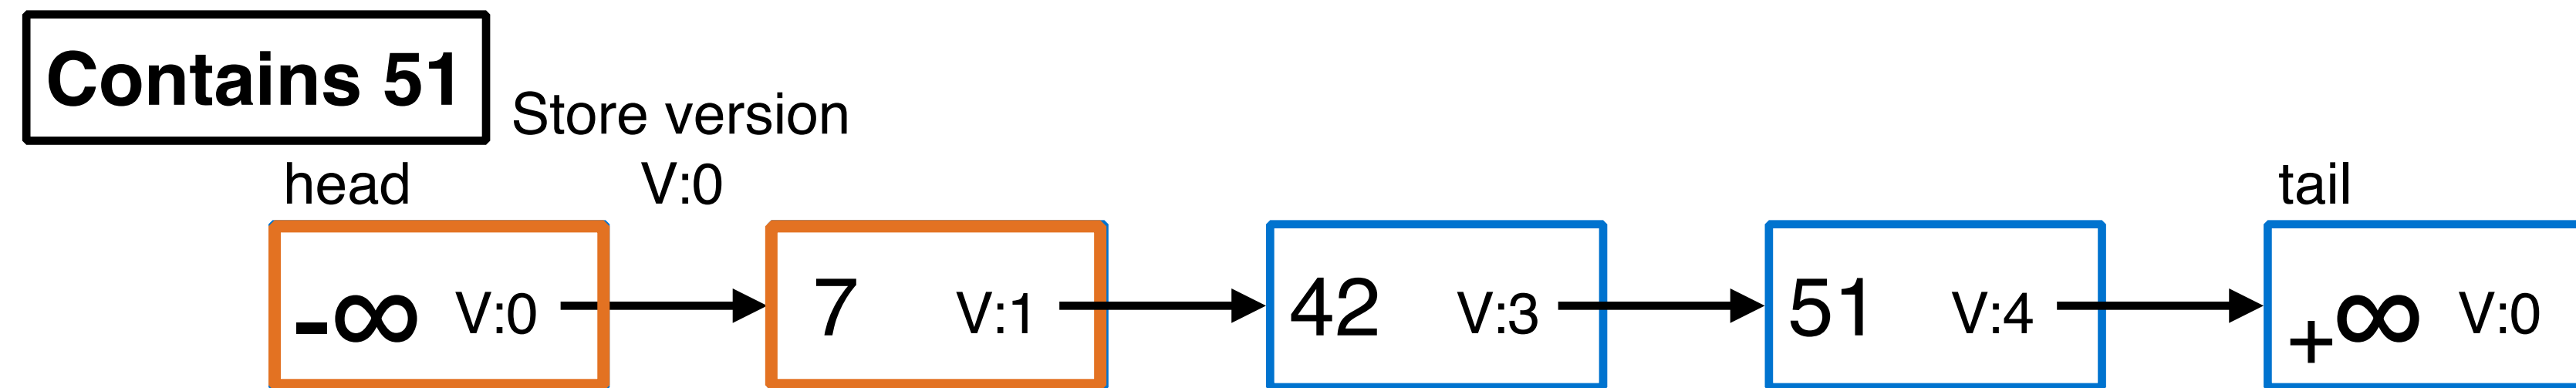 Contains 51
Store version
V:0
head
tail
-∞ V:0
7 V:1
42 V:3
51 V:4
+∞ V:0